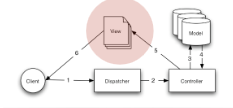 View
Model
6
5
3
4
Client
1
Dispatcher
2
Controller